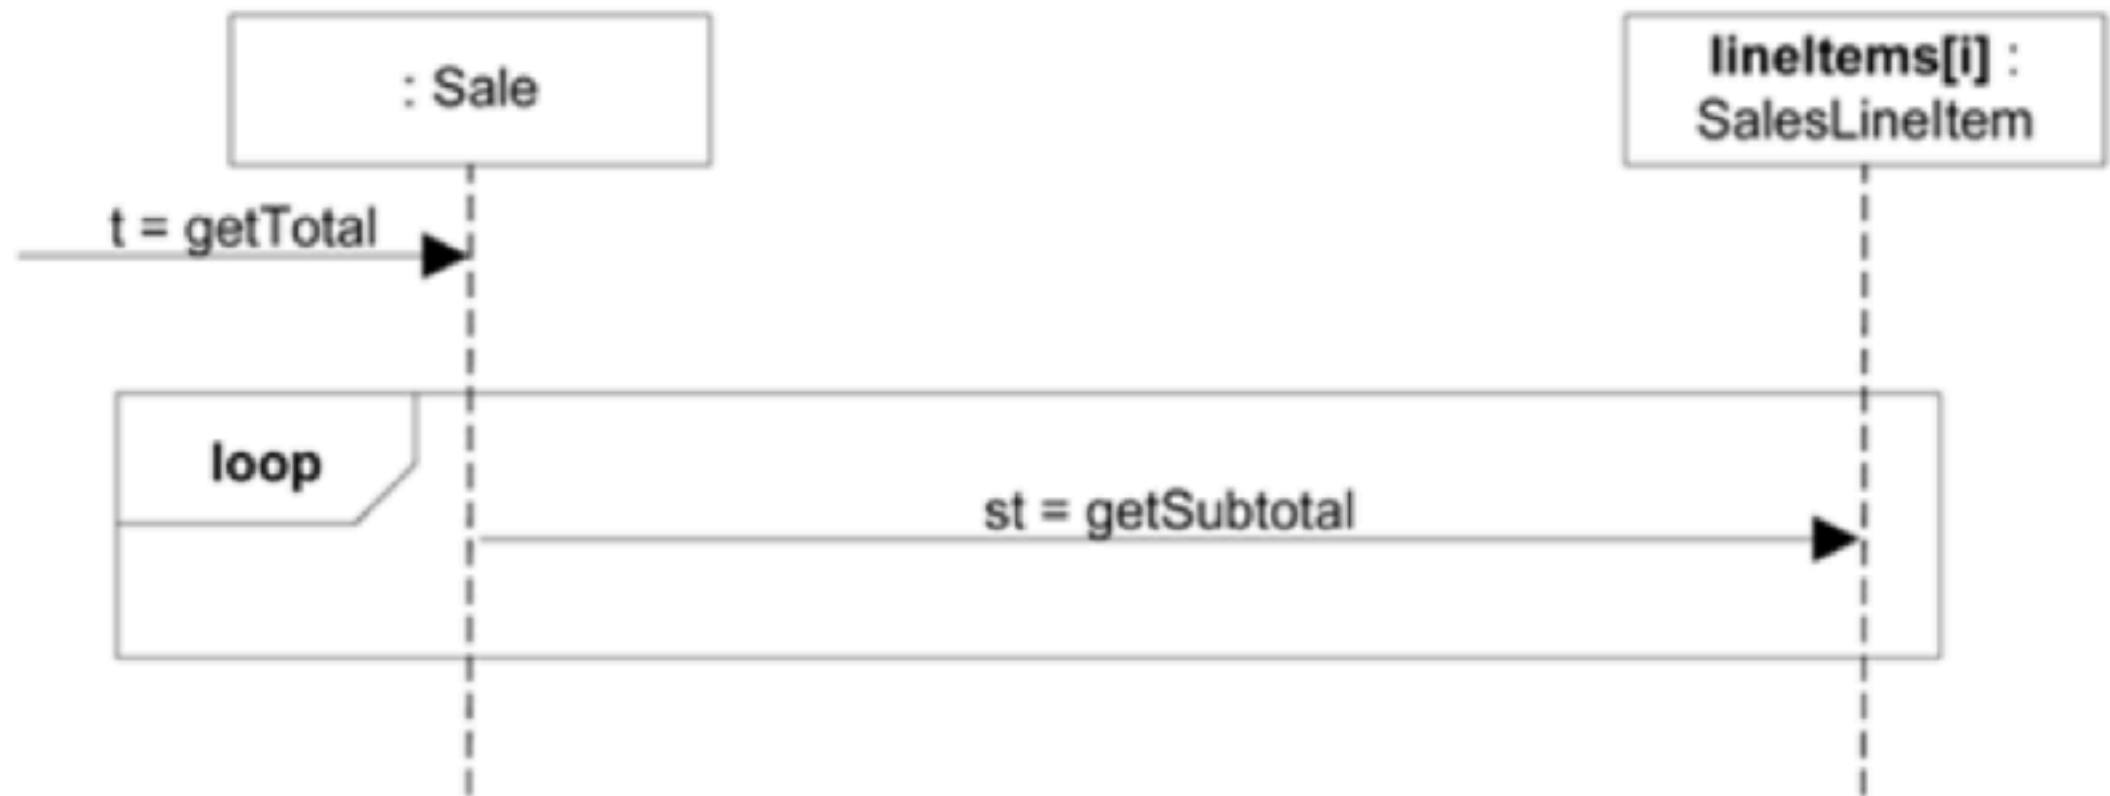 : Sale
lineItems[i] :
SalesLineItem
t = getTotal
loop
st = getSubtotal